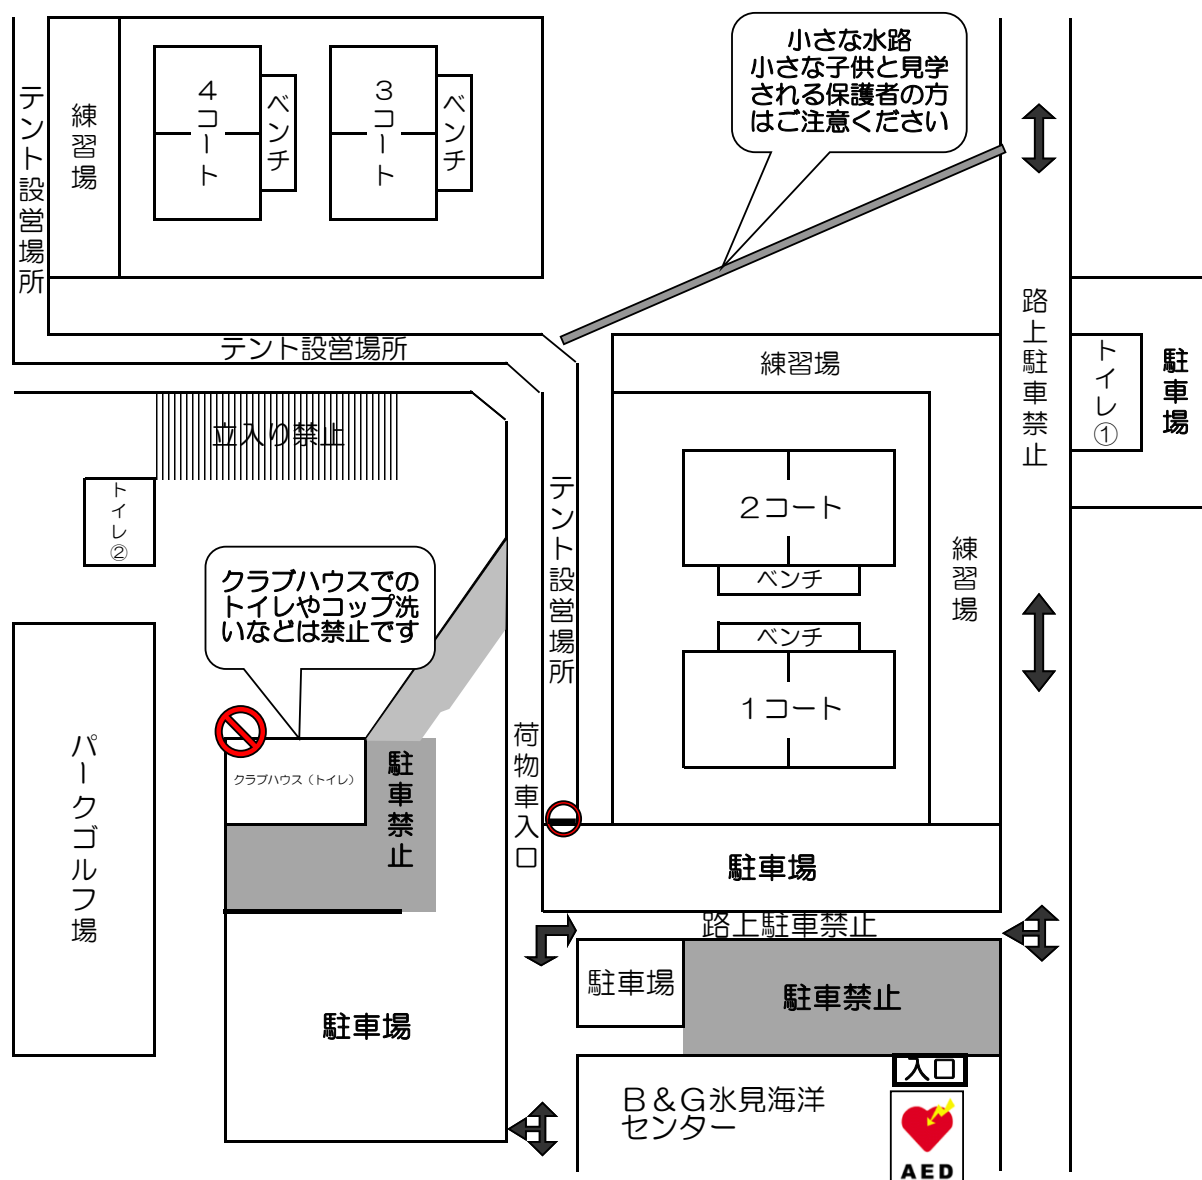 小さな水路
小さな子供と見学
される保護者の方
はご注意ください
テント設営場所
練習場
4コート
ベンチ
3コート
ベンチ
路上駐車禁止
トイレ①
駐車場
テント設営場所
練習場
立入り禁止
トイレ②
テント設営場所
2コート
ベンチ
練習場
クラブハウスでの
トイレやコップ洗
いなどは禁止です
ベンチ
1コート
パークゴルフ場
クラブハウス（トイレ）
駐車禁止
荷物車入口
駐車場
路上駐車禁止
駐車場
駐車禁止
駐車場
入口
B＆G氷見海洋
センター
AED